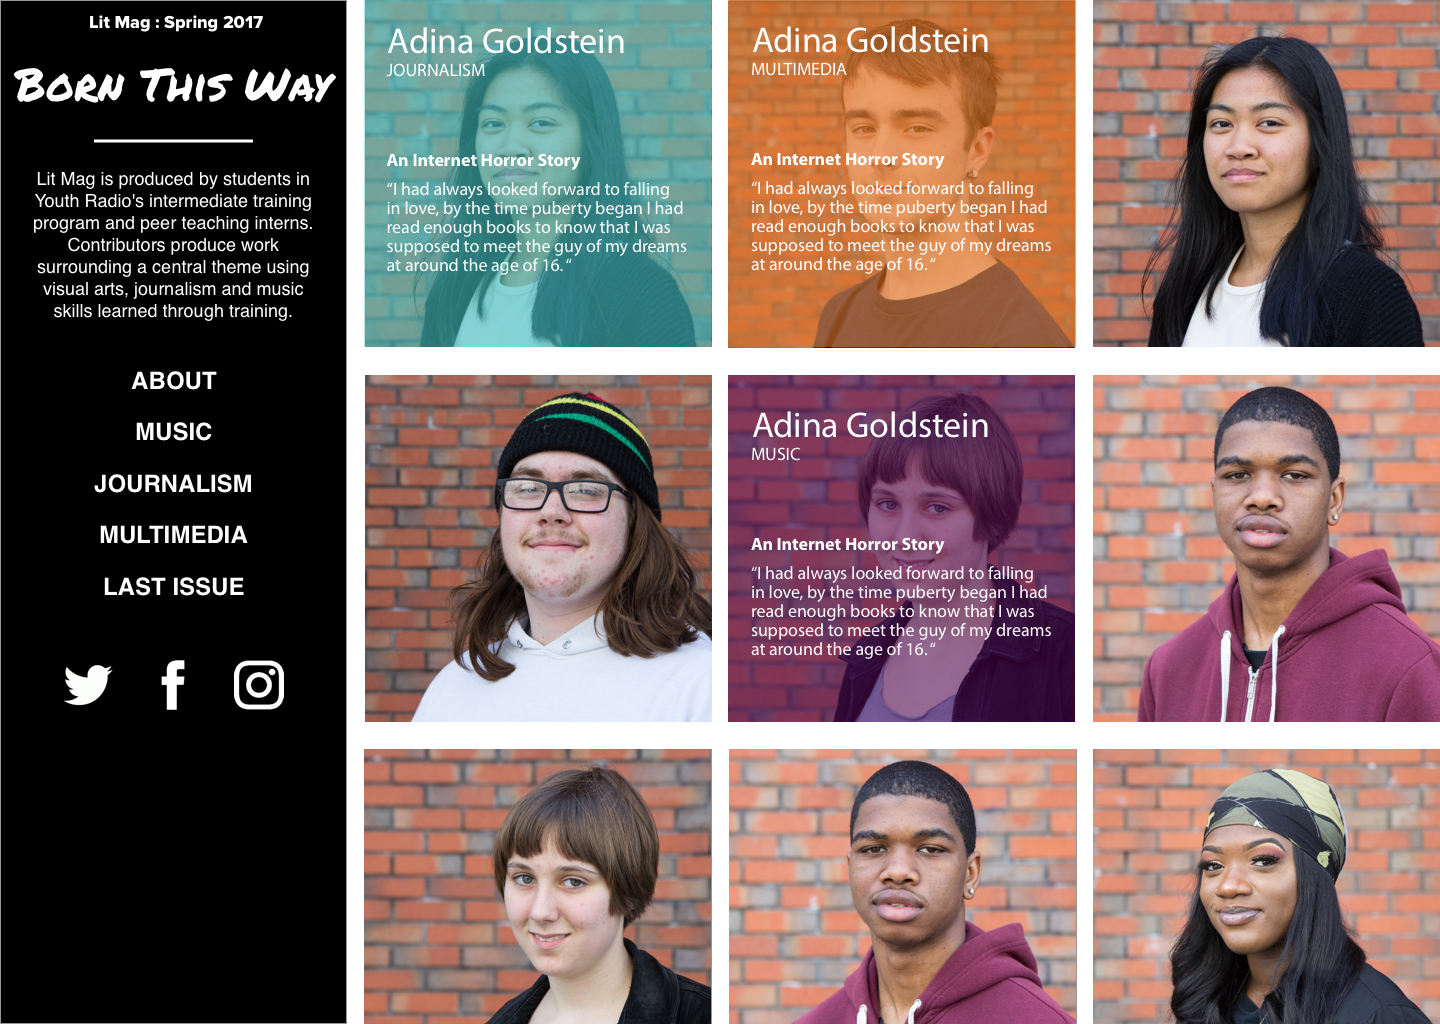 Lit Mag : Spring 2017
Born This Way
Lit Mag is produced by students in
Youth Radio's intermediate training
program and peer teaching interns.
Contributors produce work
surrounding a central theme using
visual arts, journalism and music
skills learned through training.
ABOUT
MUSIC
JOURNALISM
MULTIMEDIA
LAST ISSUE
Adina Goldstein
JOURNALISM
An Internet Horror Story
“I had always looked forward to falling
in love, by the time puberty began I had
read enough books to know that I was
supposed to meet the guy of my dreams
at around the age of 16. “
Adina Goldstein
MULTIMEDIA
An Internet Horror Story
“I had always looked forward to falling
in love, by the time puberty began I had
read enough books to know that I was
supposed to meet the guy of my dreams
at around the age of 16. “
Adina Goldstein
MUSIC
An Internet Horror Story
“I had always looked forward to falling
in love, by the time puberty began I had
read enough books to know that I was
supposed to meet the guy of my dreams
at around the age of 16. “